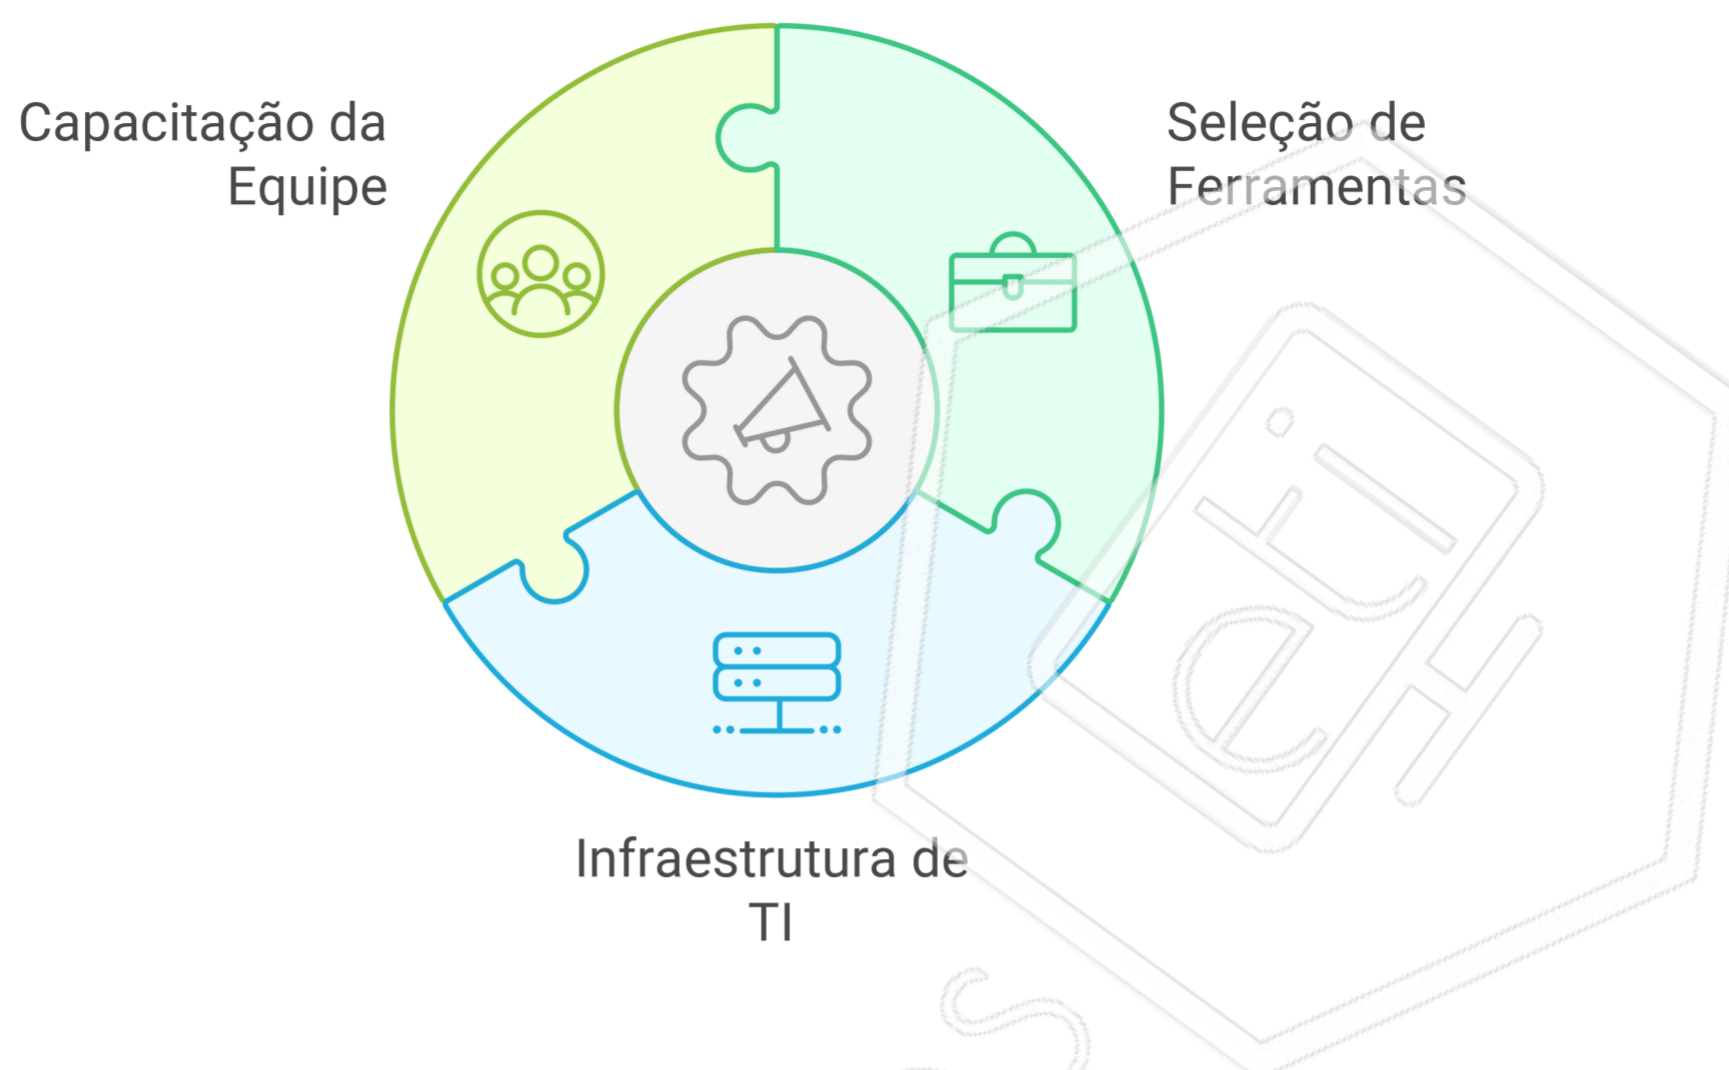 Capacitação da
Equipe
Seleção de
Ferramentas
Infraestrutura de
TI